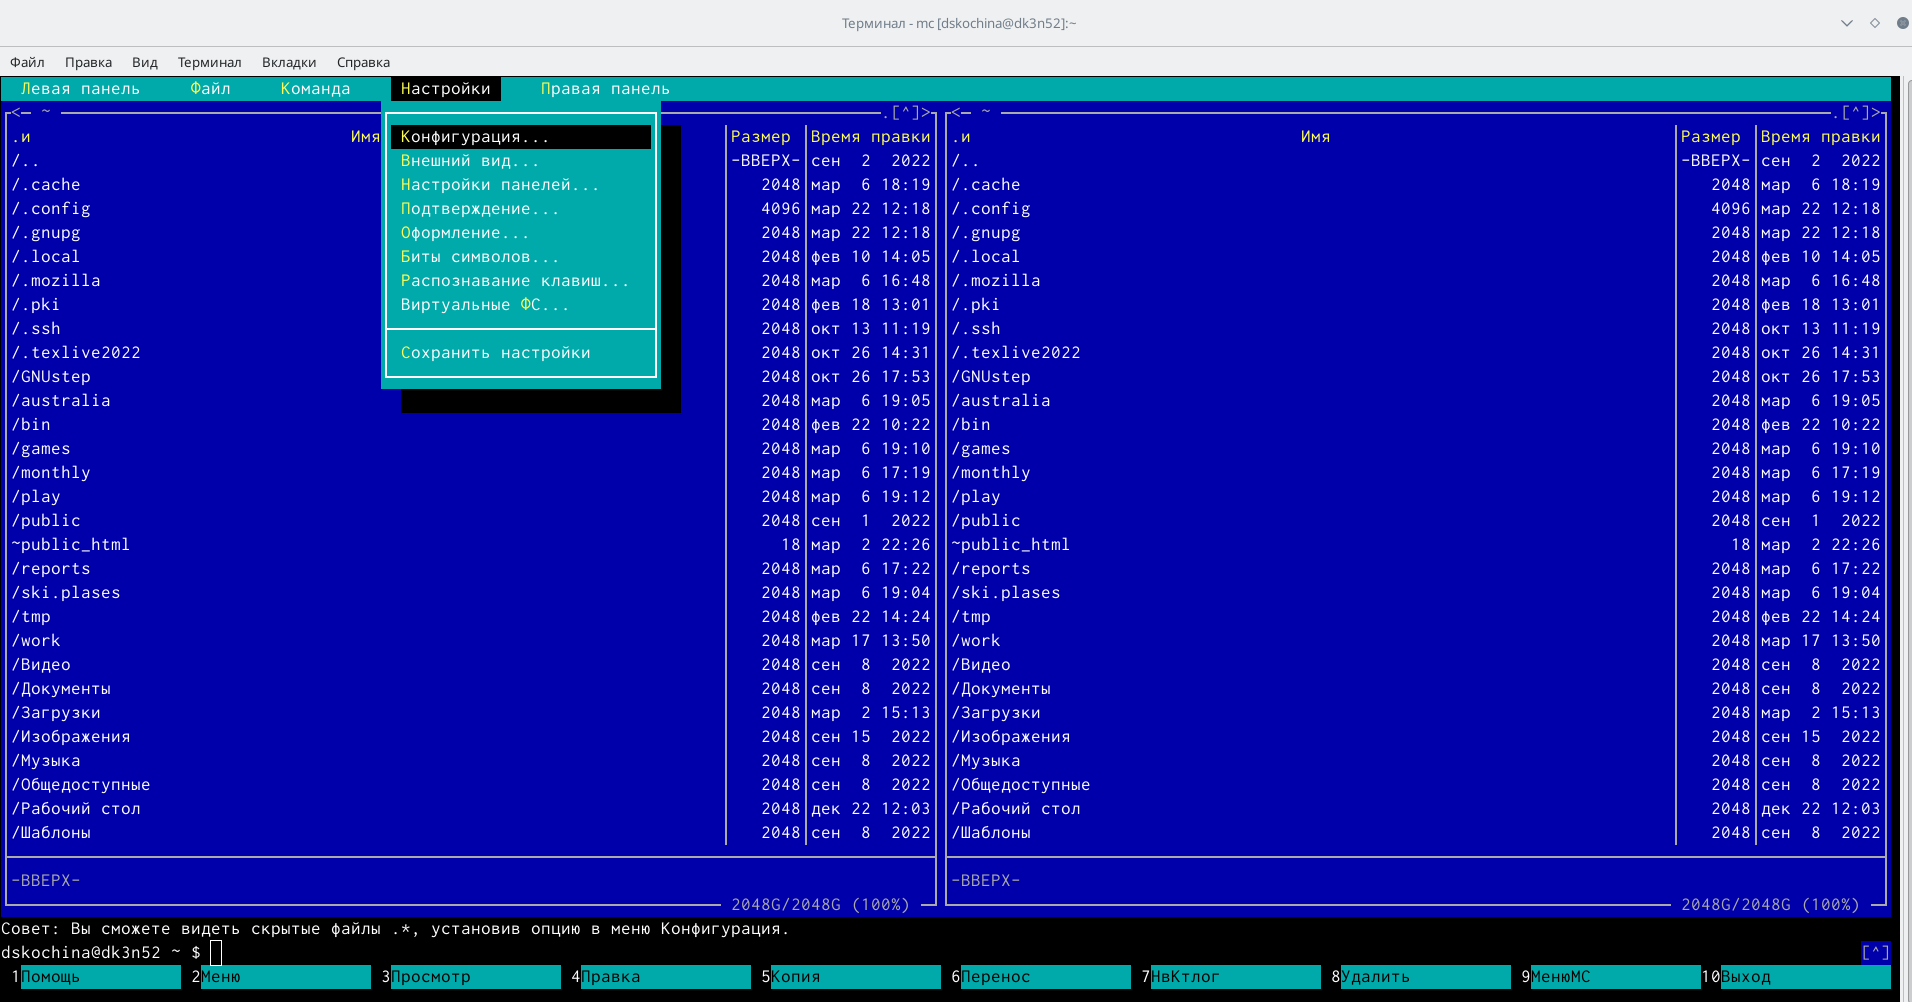 Терминал - mc [dskochina@dk3n52]:~
Файл Правка Вид Терминал Вкладки Справка
Левая панель Файл Команда Настройки Правая панель
<- ~ .[^]> <- ~ .[^]>
.и Имя Конфигурация... Размер Время правки .и Имя Размер Время правки
/.. Внешний вид... -ВВЕРХ- сен 2 2022 /.. -ВВЕРХ- сен 2 2022
/.cache Настройки панелей... 2048 мар 6 18:19 /.cache 2048 мар 6 18:19
/.config Подтверждение... 4096 мар 22 12:18 /.config 4096 мар 22 12:18
/.gnupg Оформление... 2048 мар 22 12:18 /.gnupg 2048 мар 22 12:18
/.local Биты символов... 2048 фев 10 14:05 /.local 2048 фев 10 14:05
/.mozilla Распознавание клавиш... 2048 мар 6 16:48 /.mozilla 2048 мар 6 16:48
/.pki Виртуальные ФС... 2048 фев 18 13:01 /.pki 2048 фев 18 13:01
/.ssh 2048 окт 13 11:19 /.ssh 2048 окт 13 11:19
/.texlive2022 Сохранить настройки 2048 окт 26 14:31 /.texlive2022 2048 окт 26 14:31
/GNUstep 2048 окт 26 17:53 /GNUstep 2048 окт 26 17:53
/australia 2048 мар 6 19:05 /australia 2048 мар 6 19:05
/bin 2048 фев 22 10:22 /bin 2048 фев 22 10:22
/games 2048 мар 6 19:10 /games 2048 мар 6 19:10
/monthly 2048 мар 6 17:19 /monthly 2048 мар 6 17:19
/play 2048 мар 6 19:12 /play 2048 мар 6 19:12
/public 2048 сен 1 2022 /public 2048 сен 1 2022
~public_html 18 мар 2 22:26 ~public_html 18 мар 2 22:26
/reports 2048 мар 6 17:22 /reports 2048 мар 6 17:22
/ski.plases 2048 мар 6 19:04 /ski.plases 2048 мар 6 19:04
/tmp 2048 фев 22 14:24 /tmp 2048 фев 22 14:24
/work 2048 мар 17 13:50 /work 2048 мар 17 13:50
/Видео 2048 сен 8 2022 /Видео 2048 сен 8 2022
/Документы 2048 сен 8 2022 /Документы 2048 сен 8 2022
/Загрузки 2048 мар 2 15:13 /Загрузки 2048 мар 2 15:13
/Изображения 2048 сен 15 2022 /Изображения 2048 сен 15 2022
/Музыка 2048 сен 8 2022 /Музыка 2048 сен 8 2022
/Общедоступные 2048 сен 8 2022 /Общедоступные 2048 сен 8 2022
/Рабочий стол 2048 дек 22 12:03 /Рабочий стол 2048 дек 22 12:03
/Шаблоны 2048 сен 8 2022 /Шаблоны 2048 сен 8 2022
-ВВЕРХ- -ВВЕРХ-
2048G/2048G (100%) 2048G/2048G (100%)
Совет: Вы сможете видеть скрытые файлы .*, установив опцию в меню Конфигурация.
dskochina@dk3n52 ~ $ [^]
1Помощь 2Меню 3Просмотр 4Правка 5Копия 6Перенос 7НвКтлог 8Удалить 9МенюМС 10Выход